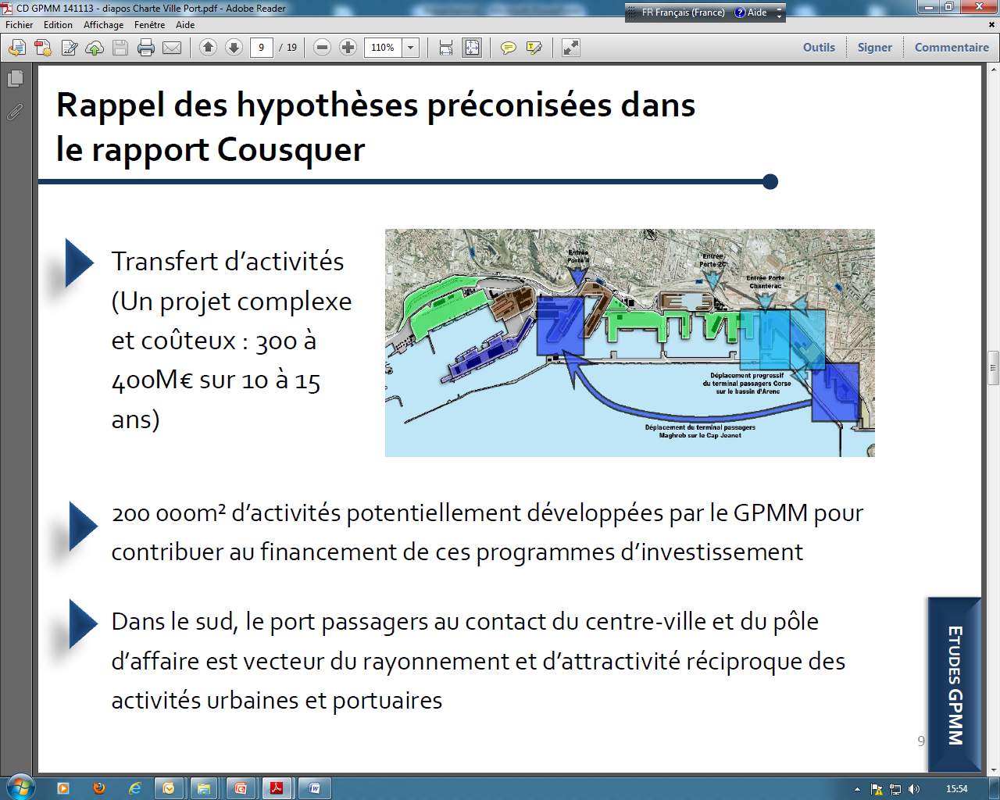 CD GPMM 141113 - diapos Charte Ville Port.pdf - Adobe Reader
FR Français (France)
Aide
Fichier Edition Affichage Fenêtre Aide
9 / 19
110%
Outils Signer Commentaire
Rappel des hypothèses préconisées dans
le rapport Cousquer
Transfert d’activités
(Un projet complexe
et coûteux : 300 à
400M€ sur 10 à 15
ans)
Entrée
Porte 4
Entrée
Porte 2C
Entrée Porte
Chanterac
Déplacement progressif
du terminal passagers Corse
sur le bassin d'Arenc
Déplacement du terminal passagers
Maghreb sur le Cap Jeanet
200 000m² d’activités potentiellement développées par le GPMM pour
contribuer au financement de ces programmes d’investissement
Dans le sud, le port passagers au contact du centre-ville et du pôle
d’affaire est vecteur du rayonnement et d’attractivité réciproque des
activités urbaines et portuaires
ETUDES GPMM
9
15:54